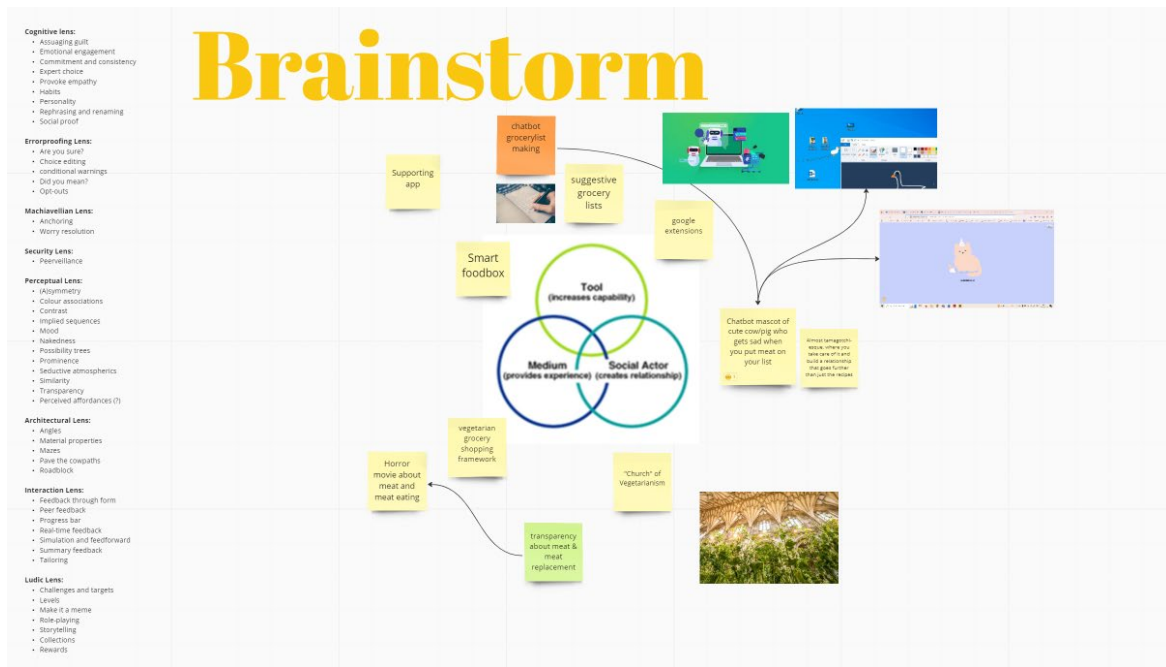 Cognitive lens:
• Assuaging guilt
• Emotional engagement
• Commitment and consistency
• Expert choice
• Provoke empathy
• Habits
• Personality
• Rephrasing and renaming
• Social proof
Errorproofing Lens:
• Are you sure?
• Choice editing
• conditional warnings
• Did you mean?
• Opt-outs
Machiavellian Lens:
• Anchoring
• Worry resolution
Security Lens:
• Peerveillance
Perceptual Lens:
• (A)symmetry
• Colour associations
• Contrast
• Implied sequences
• Mood
• Nakedness
• Possibility trees
• Prominence
• Seductive atmospherics
• Similarity
• Transparency
• Perceived affordances (?)
Architectural Lens:
• Angles
• Material properties
• Mazes
• Pave the cowpaths
• Roadblock
Interaction Lens:
• Feedback through form
• Peer feedback
• Progress bar
• Real-time feedback
• Simulation and feedforward
• Summary feedback
• Tailoring
Ludic Lens:
• Challenges and targets
• Levels
• Make it a meme
• Role-playing
• Storytelling
• Collections
• Rewards
Brainstorm
chatbot
grocerylist
making
Supporting
app
suggestive
grocery
lists
google
extensions
Smart
foodbox
Tool
(increases capability)
Medium
(provides experience)
Social Actor
(creates relationship)
Chatbot mascot of
cute cow/pig who
gets sad when
you put meat on
your list
Almost tamagotchi-
esque, where you
take care of it and
build a relationship
that goes further
than just the recipes
vegetarian
grocery
shopping
framework
Horror
movie about
meat and
meat eating
"Church" of
Vegetarianism
transparency
about meat &
meat
replacement